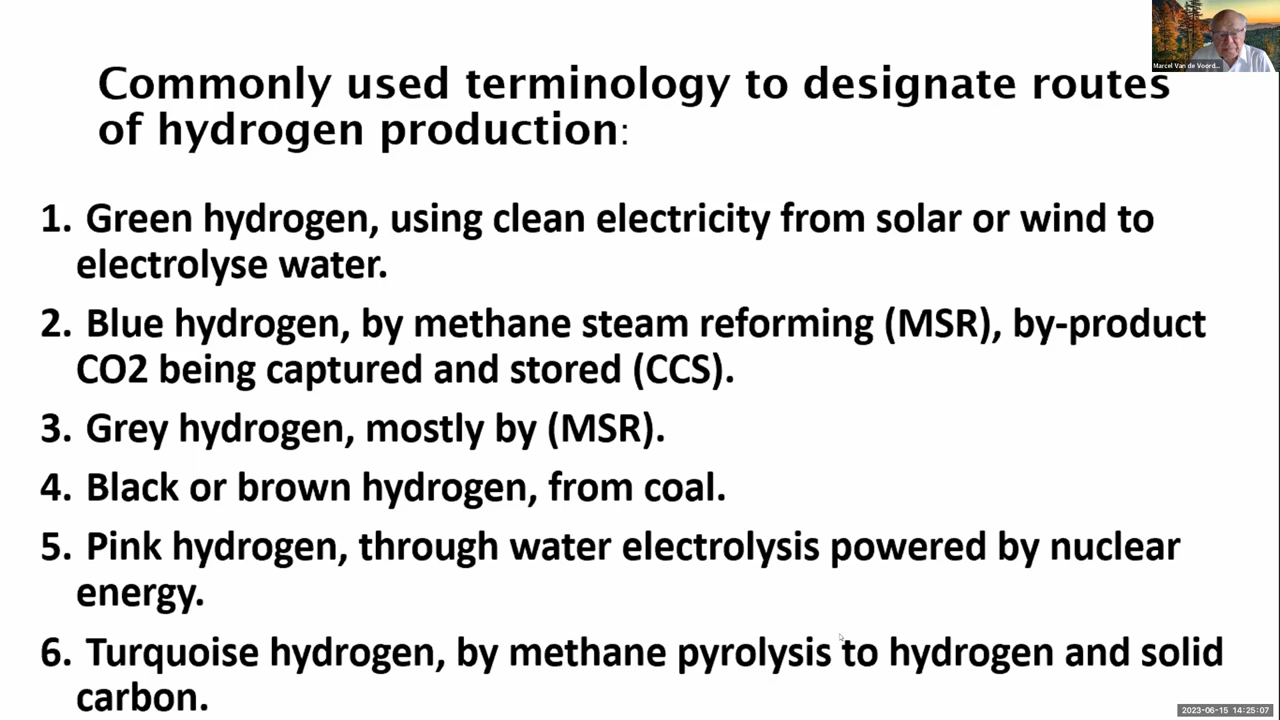 Marcel Van de Voord...
Commonly used terminology to designate routes
of hydrogen production:
1. Green hydrogen, using clean electricity from solar or wind to
electrolyse water.
2. Blue hydrogen, by methane steam reforming (MSR), by-product
CO2 being captured and stored (CCS).
3. Grey hydrogen, mostly by (MSR).
4. Black or brown hydrogen, from coal.
5. Pink hydrogen, through water electrolysis powered by nuclear
energy.
6. Turquoise hydrogen, by methane pyrolysis to hydrogen and solid
carbon.
2023-06-15 14:25:07